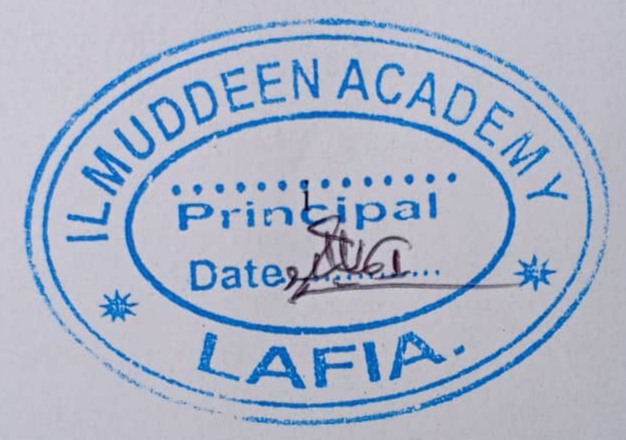 ILMUDDEEN ACADEMY
..............
Principal
Date..............
LAFIA.